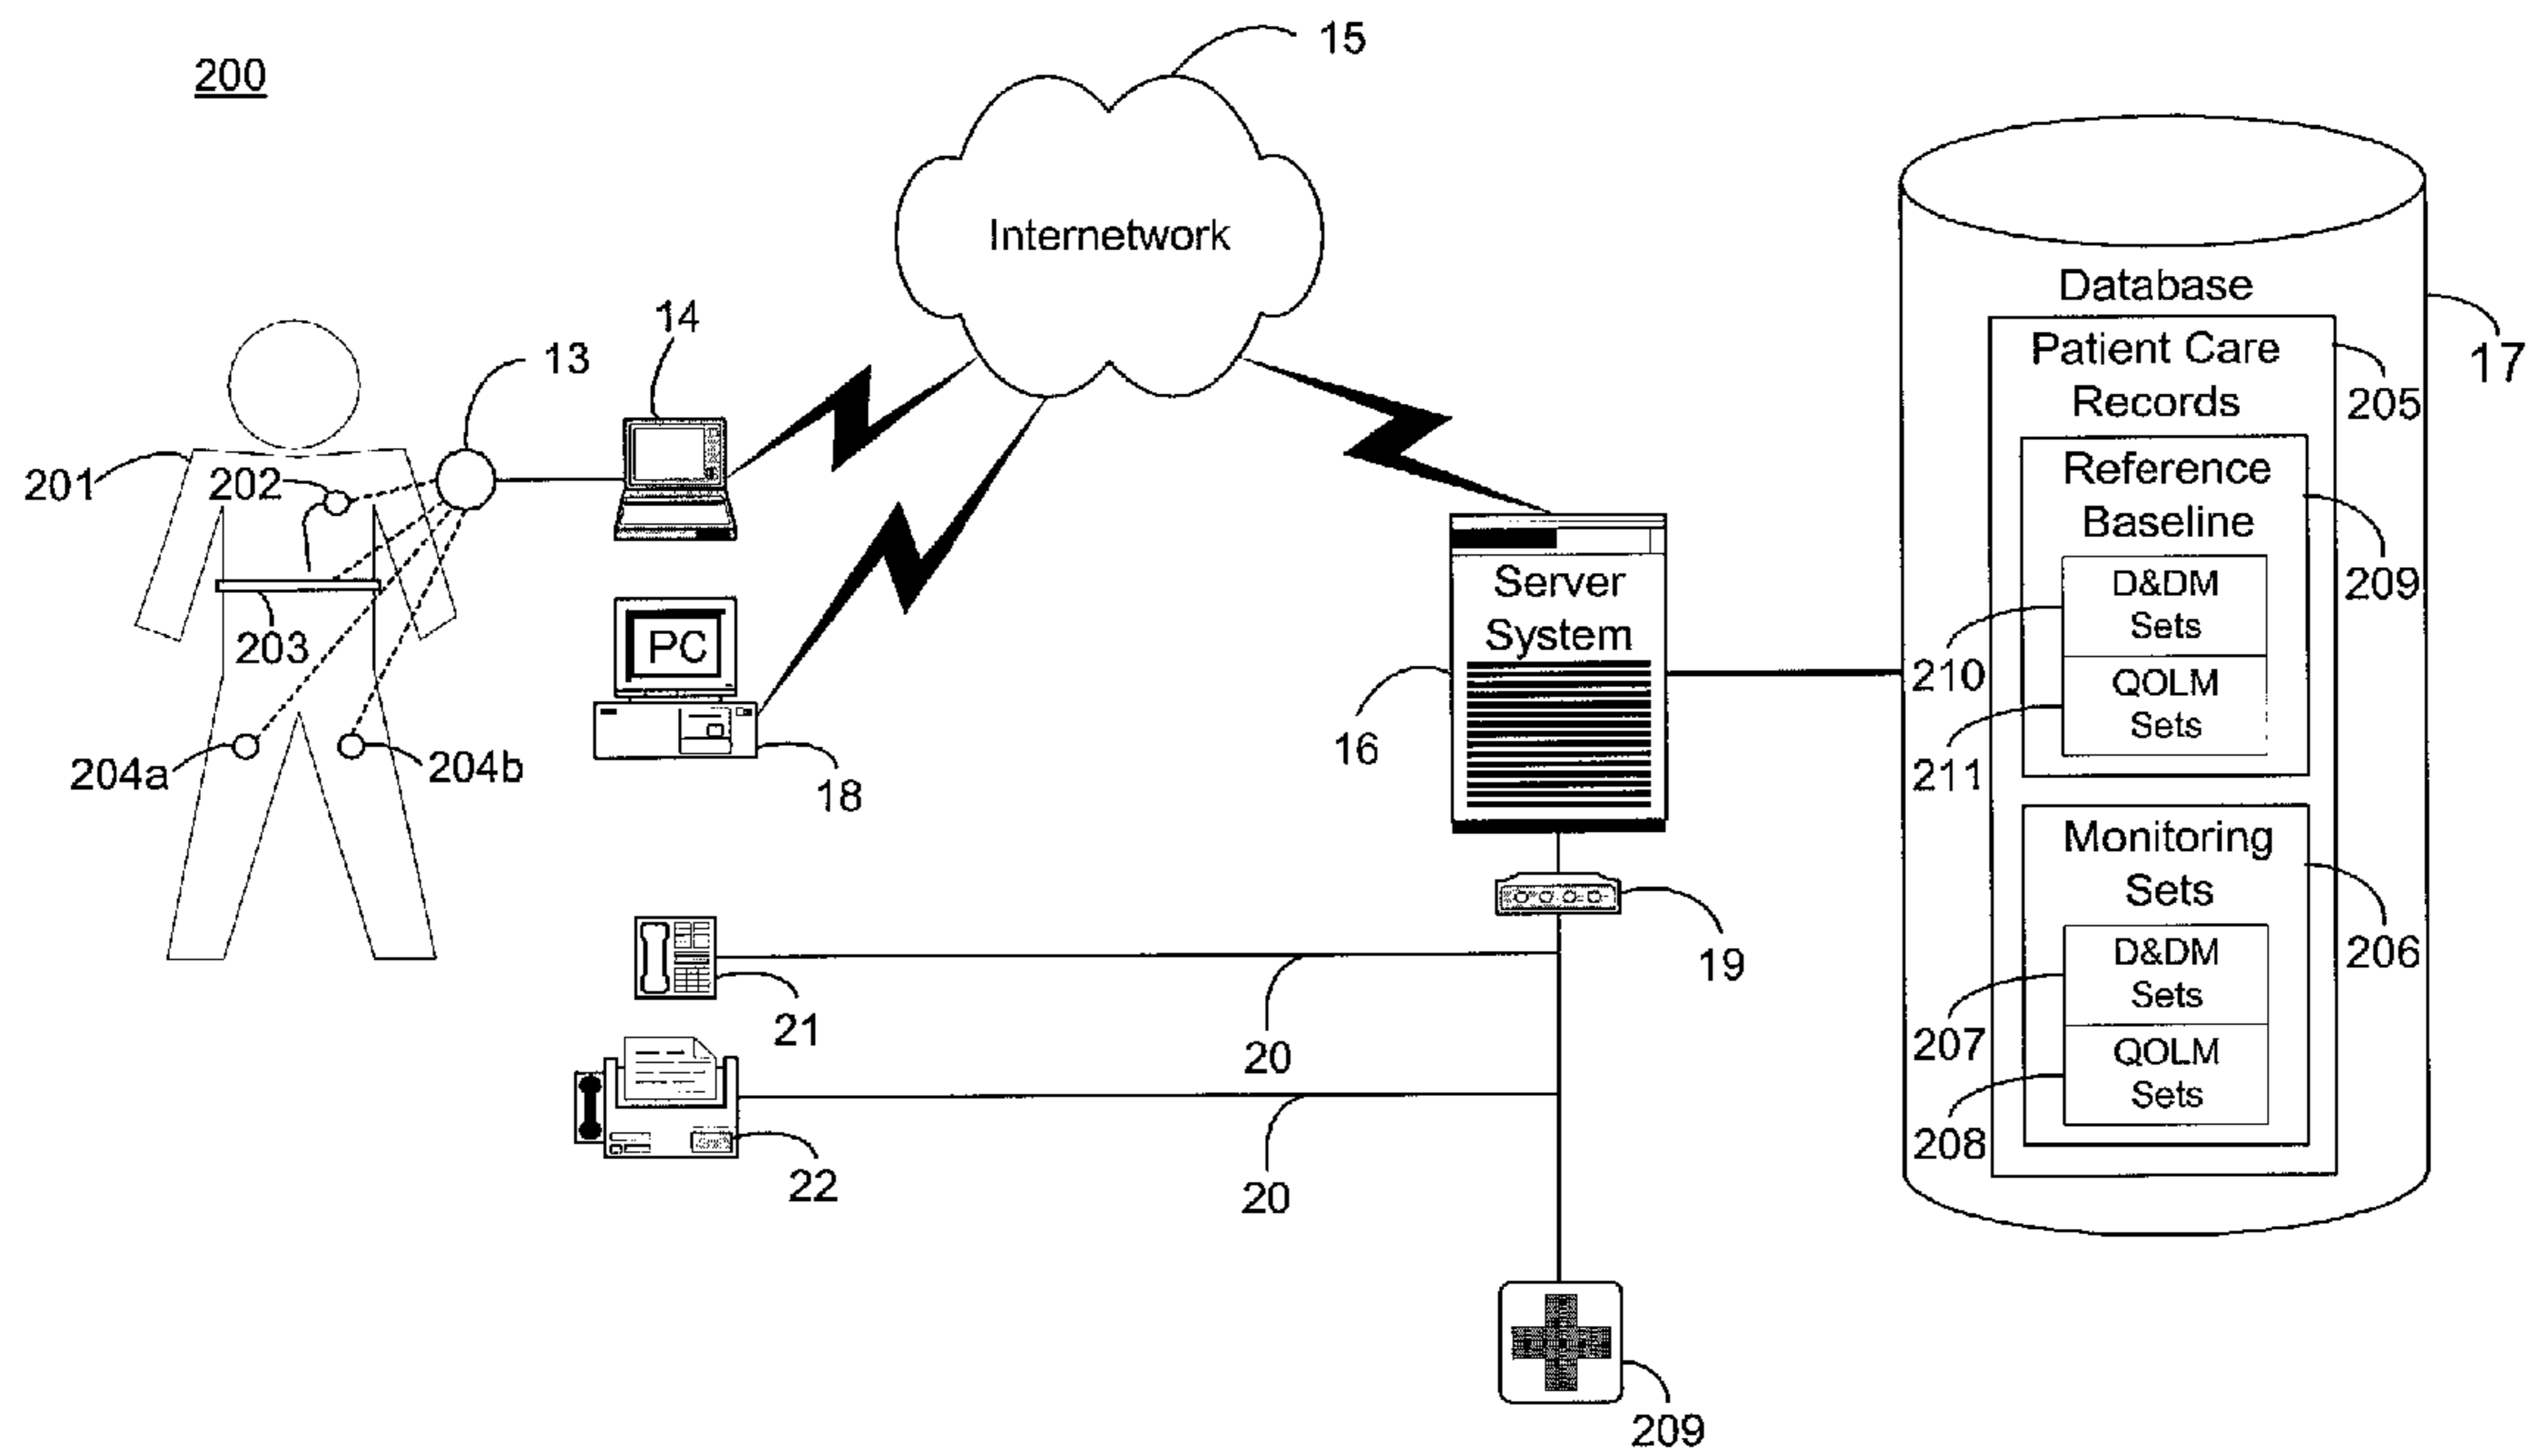 200
15
Internetwork
Database
17
Patient Care
Records
205
Reference
Baseline
209
D&DM
Sets
210
QOLM
Sets
211
Monitoring
Sets
206
D&DM
Sets
207
QOLM
Sets
208
14
13
201
202
203
204a
204b
PC
18
Server
System
16
19
21
20
22
20
209